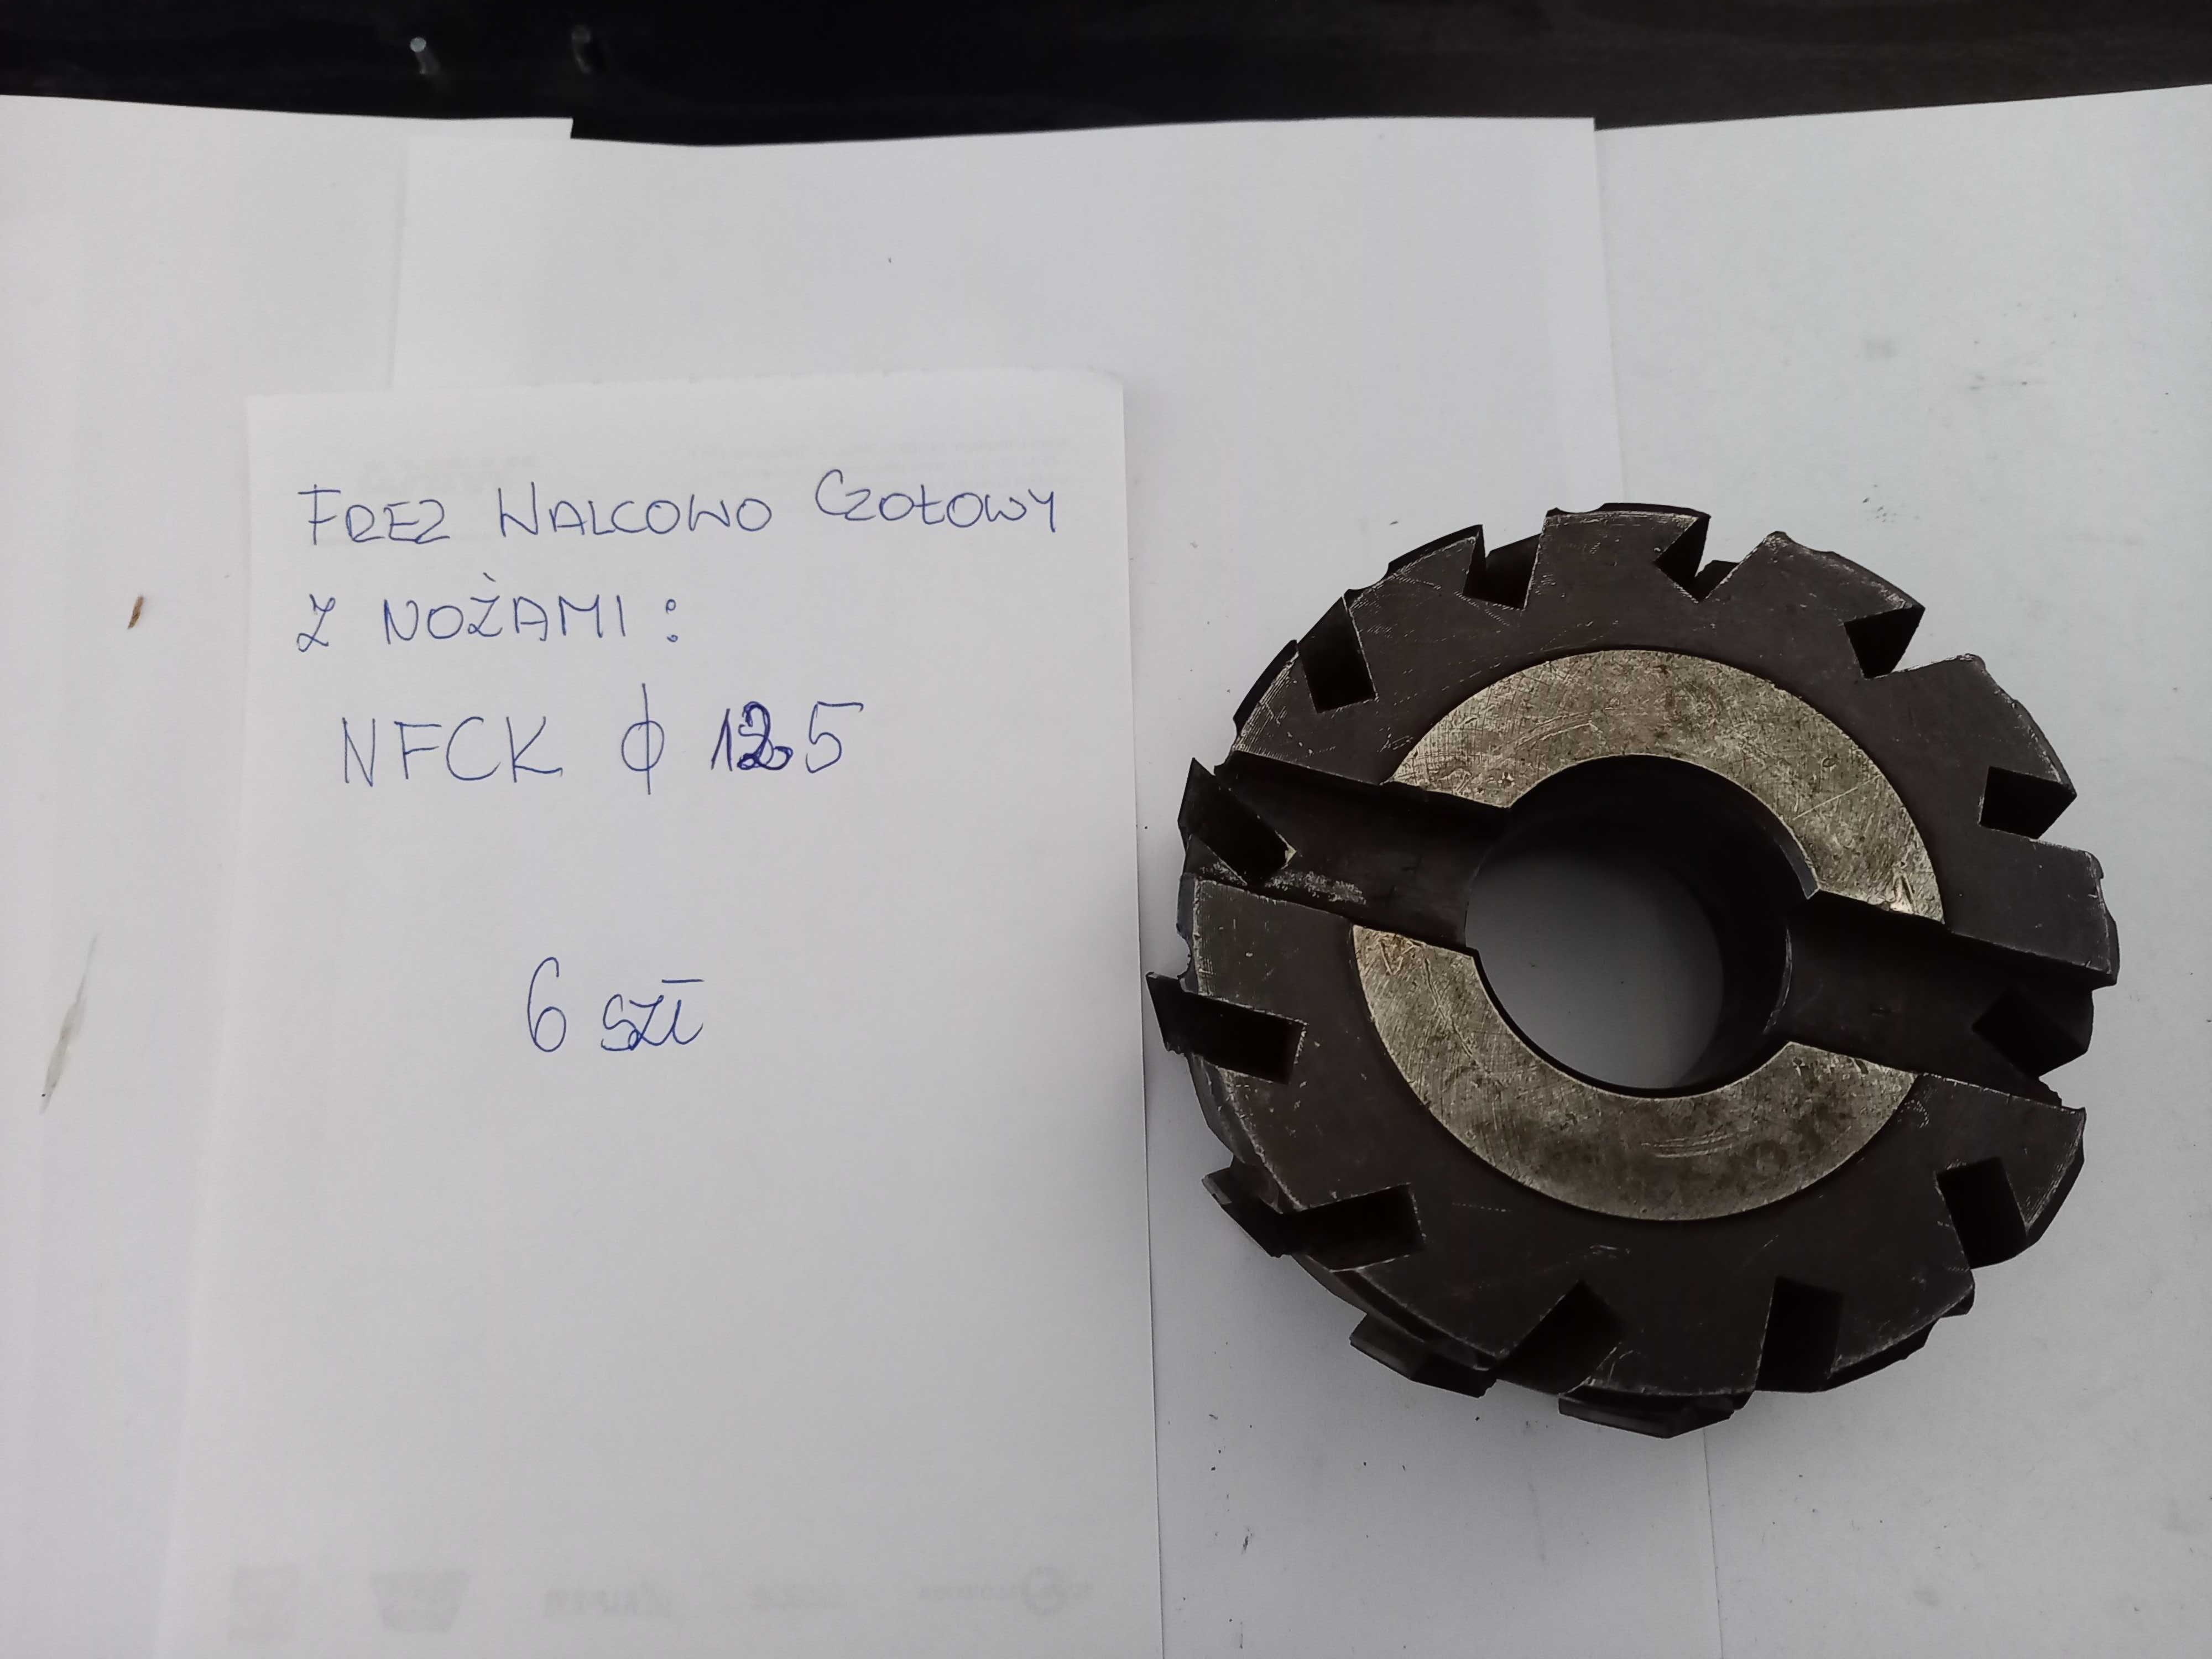 FREZ WALCOWO CZOŁOWY
Z NOŻAMI :
NFCK ϕ 125
6 szt